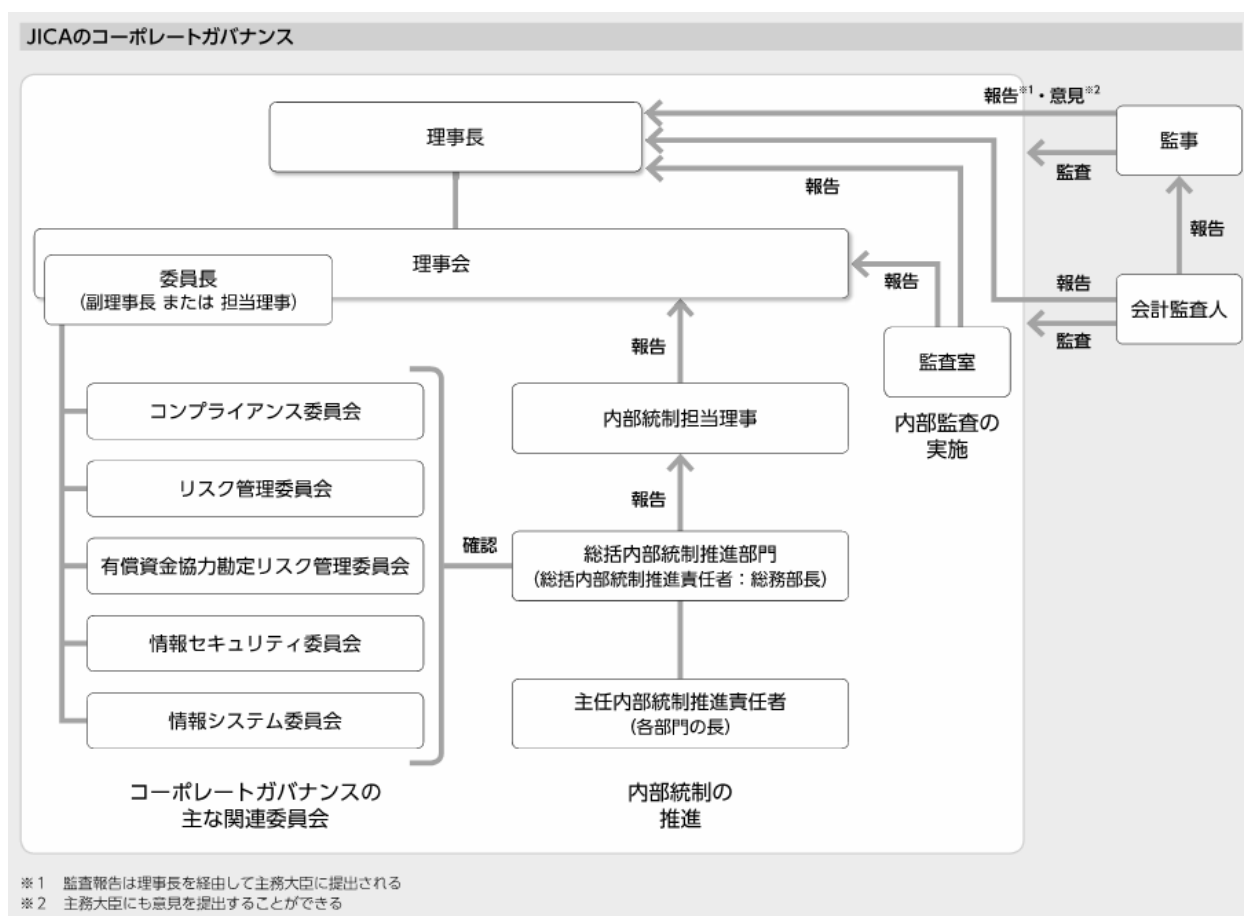 JICAのコーポレートガバナンス
報告※1・意見※2
理事長
監事
監査
報告
報告
理事会
委員長
(副理事長 または 担当理事)
報告
報告
会計監査人
監査
報告
監査室
コンプライアンス委員会
内部統制担当理事
内部監査の
実施
リスク管理委員会
報告
確認
有償資金協力勘定リスク管理委員会
総括内部統制推進部門
(総括内部統制推進責任者：総務部長)
情報セキュリティ委員会
情報システム委員会
主任内部統制推進責任者
(各部門の長)
コーポレートガバナンスの
主な関連委員会
内部統制の
推進
※1 監査報告は理事長を経由して主務大臣に提出される
※2 主務大臣にも意見を提出することができる